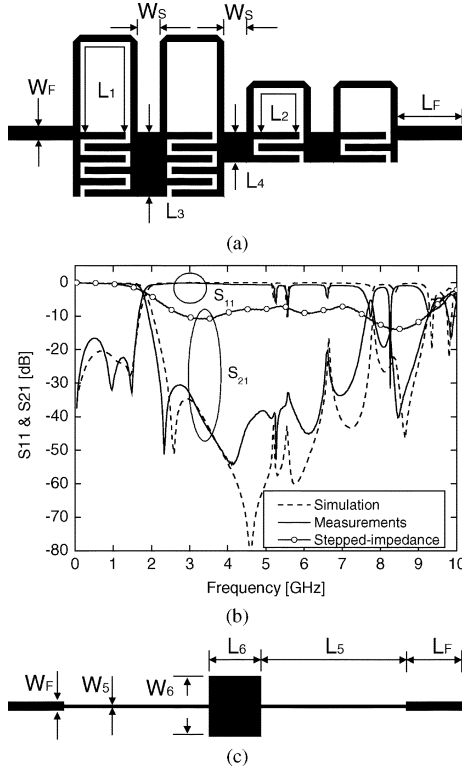 W_S W_S
W_F L_1 L_2 L_F
L_4
L_3
(a)
0
-10
-20
-30
-40
-50
-60
-70
-80
S11 & S21 [dB]
S_11
S_21
Simulation
Measurements
Stepped-impedance
0 1 2 3 4 5 6 7 8 9 10
Frequency [GHz]
(b)
L_6 L_5 L_F
W_F W_5 W_6
(c)